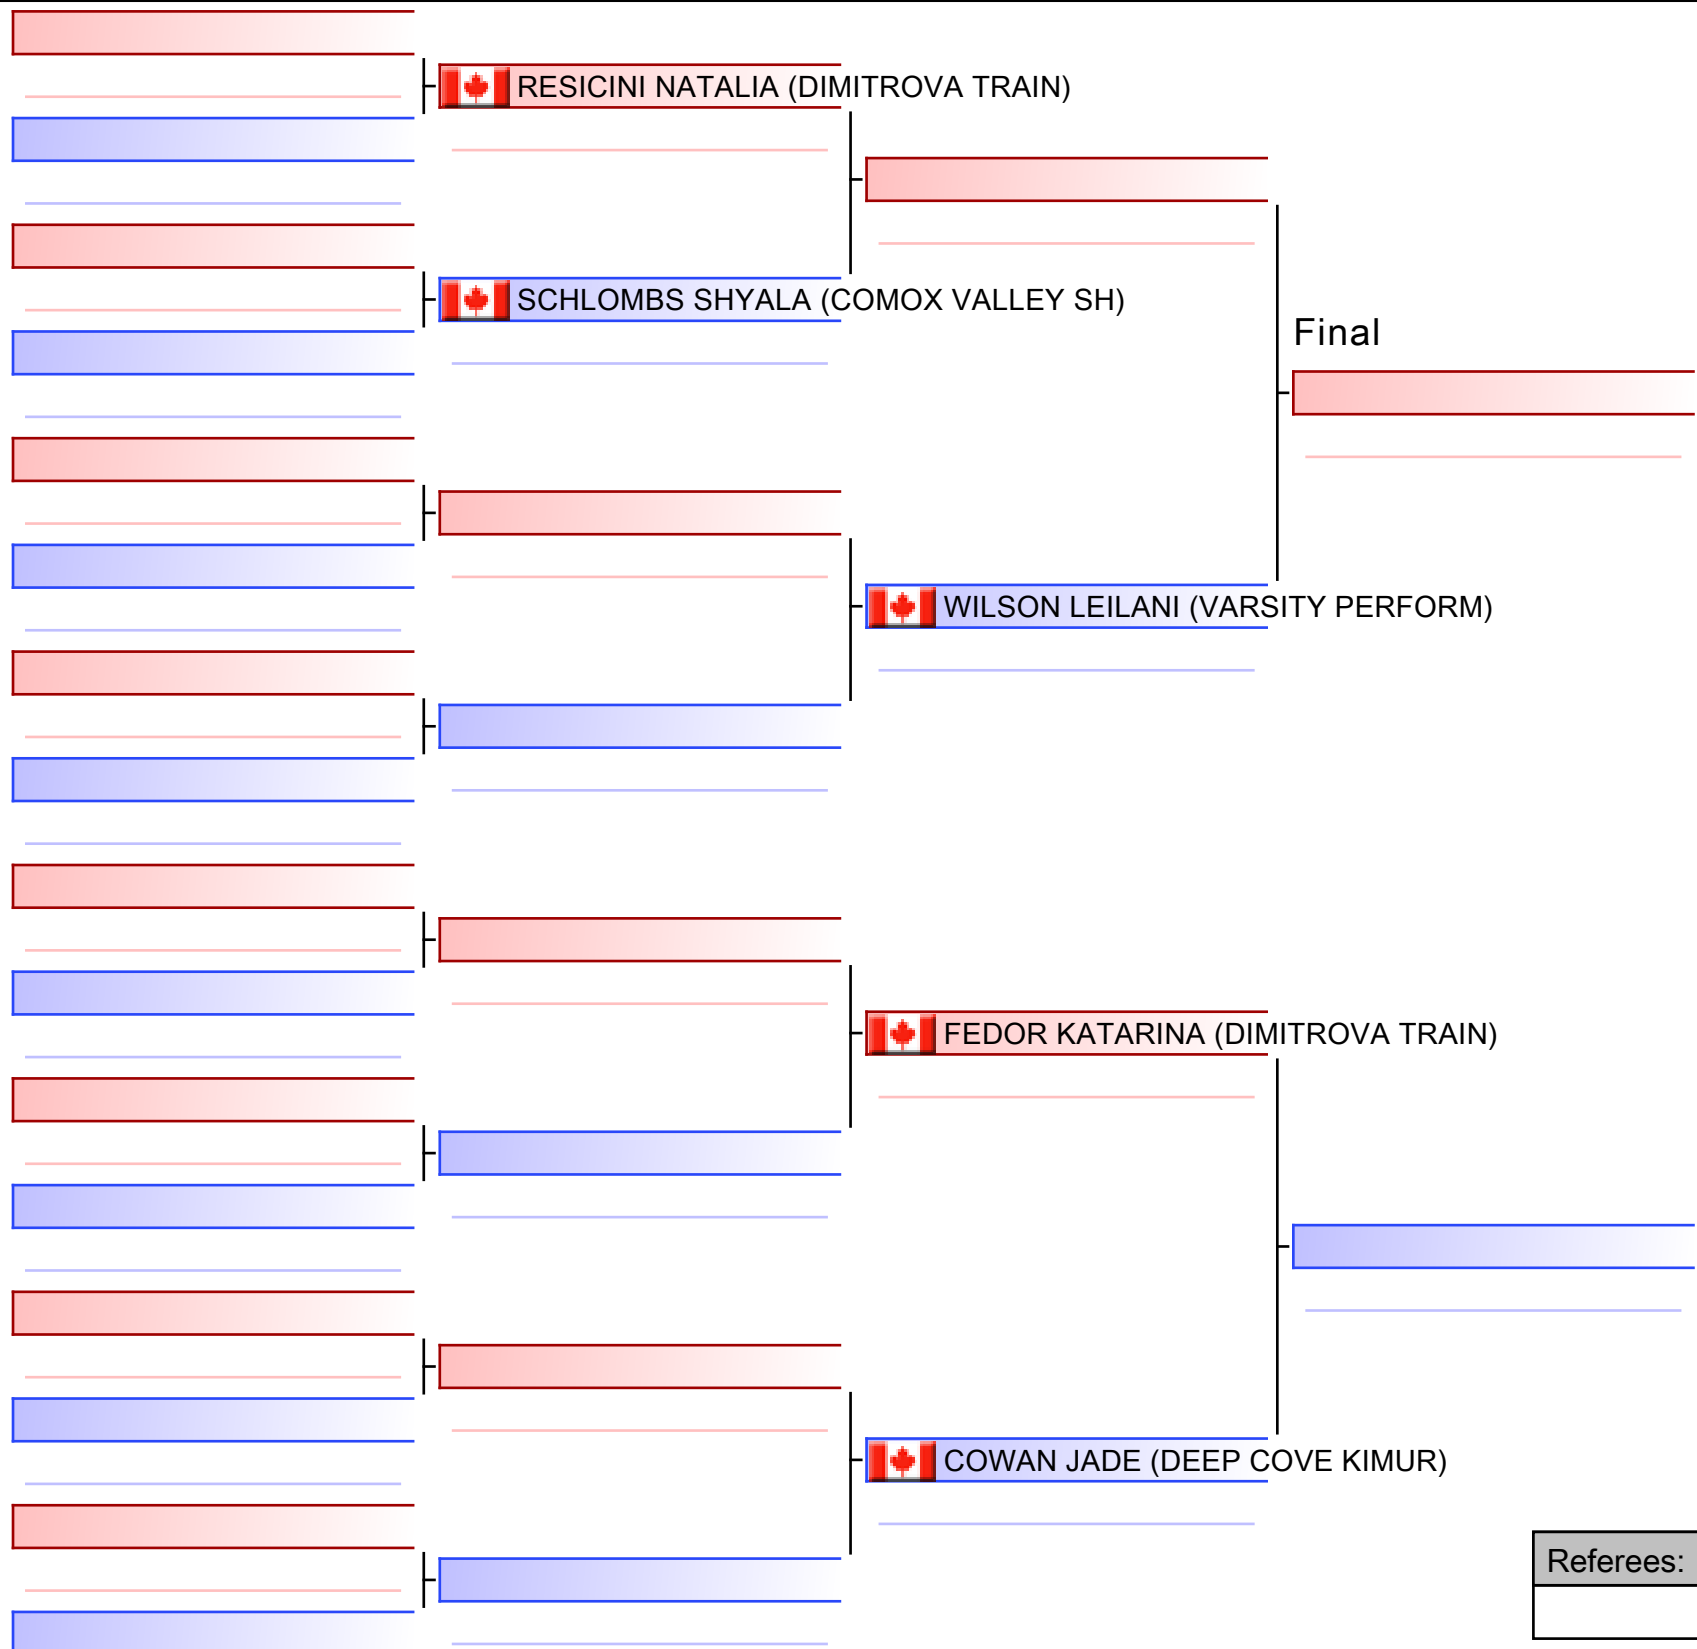 RESICINI NATALIA (DIMITROVA TRAIN)
SCHLOMBS SHYALA (COMOX VALLEY SH)
Final
WILSON LEILANI (VARSITY PERFORM)
FEDOR KATARINA (DIMITROVA TRAIN)
COWAN JADE (DEEP COVE KIMUR)
Referees: